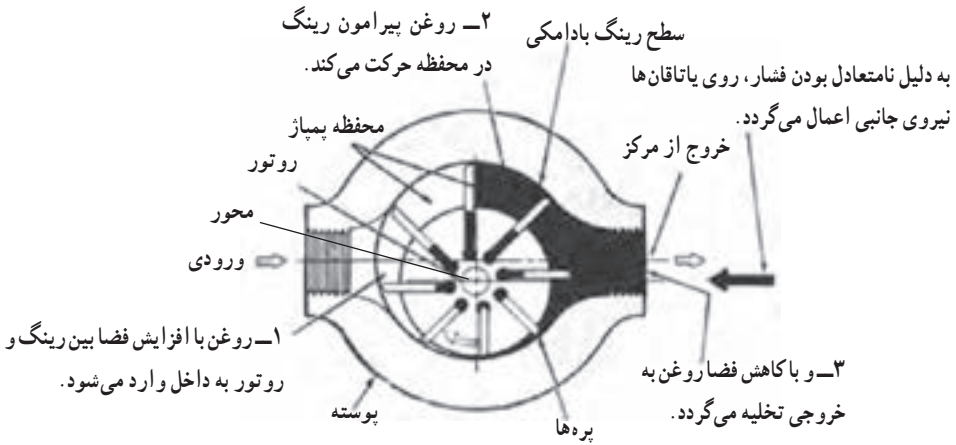 ۲ــ روغن پیرامون رینگ
در محفظه حرکت می‌کند.
سطح رینگ بادامکی
به دلیل نامتعادل بودن فشار، روی یاتاقان‌ها
نیروی جانبی اعمال می‌گردد.
خروج از مرکز
محفظه پمپاژ
روتور
محور
ورودی
۱ــ روغن با افزایش فضا بین رینگ و
روتور به داخل وارد می‌شود.
پوسته
پره‌ها
۳ــ و با کاهش فضا روغن به
خروجی تخلیه می‌گردد.